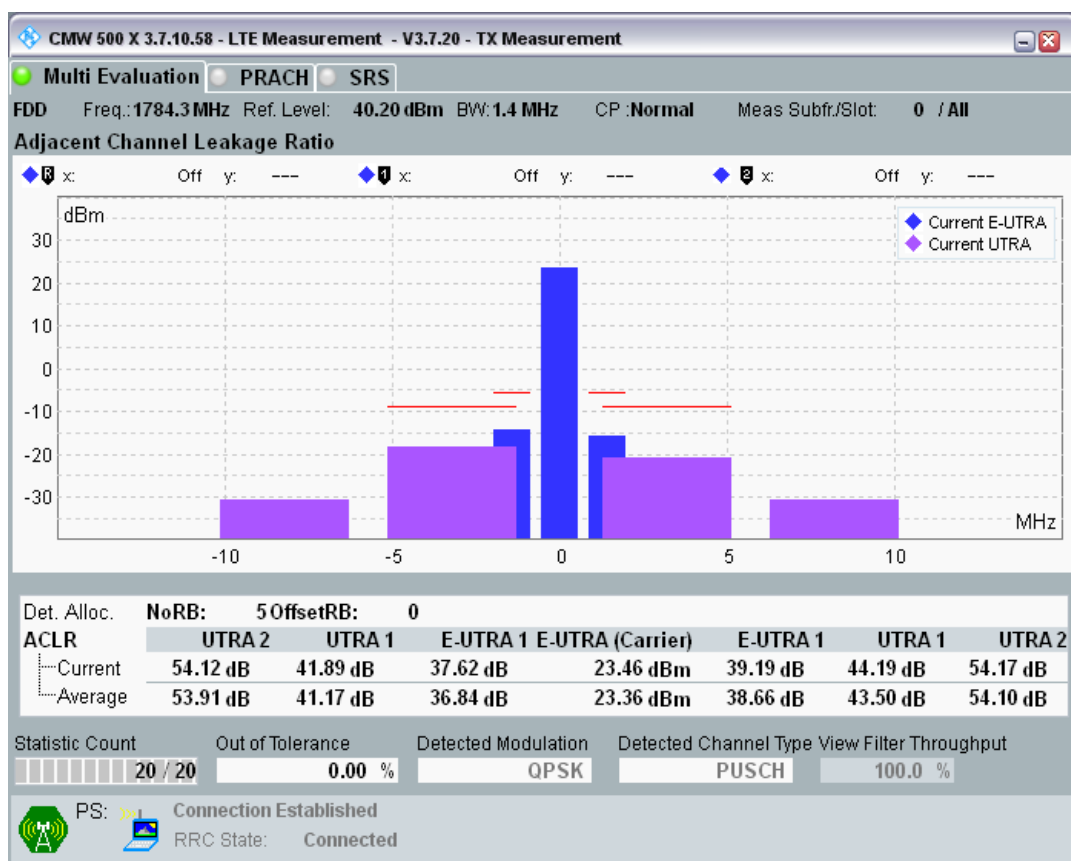 CMW 500 X 3.7.10.58 - LTE Measurement - V3.7.20 - TX Measurement
Multi Evaluation PRACH SRS
FDD Freq.: 1784.3 MHz Ref. Level: 40.20 dBm BW: 1.4 MHz CP : Normal Meas Subfr./Slot: 0 / All
Adjacent Channel Leakage Ratio
R x: Off y: --- 1 x: Off y: --- 2 x: Off y: ---
dBm
Current E-UTRA
Current UTRA
30
20
10
0
-10
-20
-30
MHz
-10 -5 0 5 10
Det. Alloc. NoRB: 5 OffsetRB: 0
ACLR UTRA 2 UTRA 1 E-UTRA 1 E-UTRA (Carrier) E-UTRA 1 UTRA 1 UTRA 2
Current 54.12 dB 41.89 dB 37.62 dB 23.46 dBm 39.19 dB 44.19 dB 54.17 dB
Average 53.91 dB 41.17 dB 36.84 dB 23.36 dBm 38.66 dB 43.50 dB 54.10 dB
Statistic Count Out of Tolerance Detected Modulation Detected Channel Type View Filter Throughput
20 / 20 0.00 % QPSK PUSCH 100.0 %
PS: Connection Established
RRC State: Connected